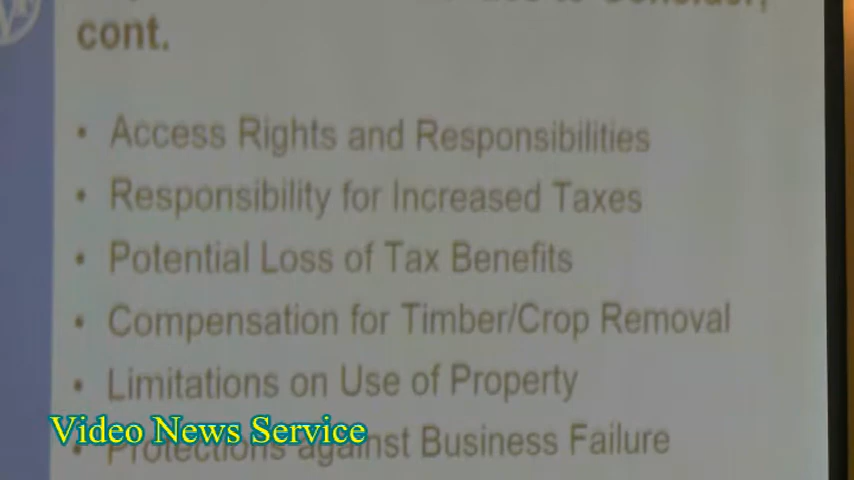 cont.
• Access Rights and Responsibilities
• Responsibility for Increased Taxes
• Potential Loss of Tax Benefits
• Compensation for Timber/Crop Removal
• Limitations on Use of Property
• Protections against Business Failure
Video News Service